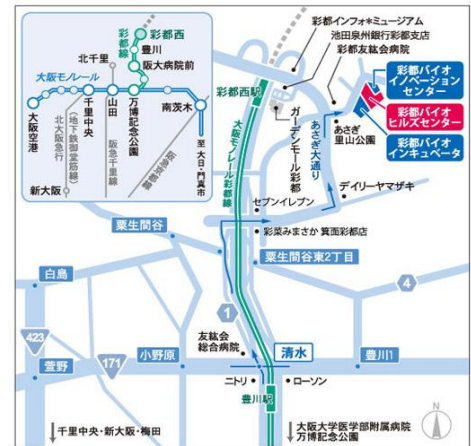 彩都西
彩都線
豊川
阪大病院前
北千里
大阪モノレール
大阪空港
千里中央
山田
万博記念公園
南茨木
至 大日・門真市
(地下鉄御堂筋線)
北大阪急行
阪急千里線
阪急京都線
新大阪
彩都インフォ*ミュージアム
池田泉州銀行彩都支店
彩都友紘会病院
彩都西駅
ガーデンモール彩都
あさぎ大通り
あさぎ
里山公園
彩都バイオ
イノベーション
センター
彩都バイオ
ヒルズセンター
彩都バイオ
インキュベータ
大阪モノレール彩都線
デイリーヤマザキ
セブンイレブン
彩菜みまさか 箕面彩都店
粟生間谷
粟生間谷東2丁目
白島
4
1
423
171
萱野
小野原
友紘会
総合病院
清水
豊川1
ニトリ
ローソン
豊川駅
千里中央・新大阪・梅田
大阪大学医学部附属病院
万博記念公園
N